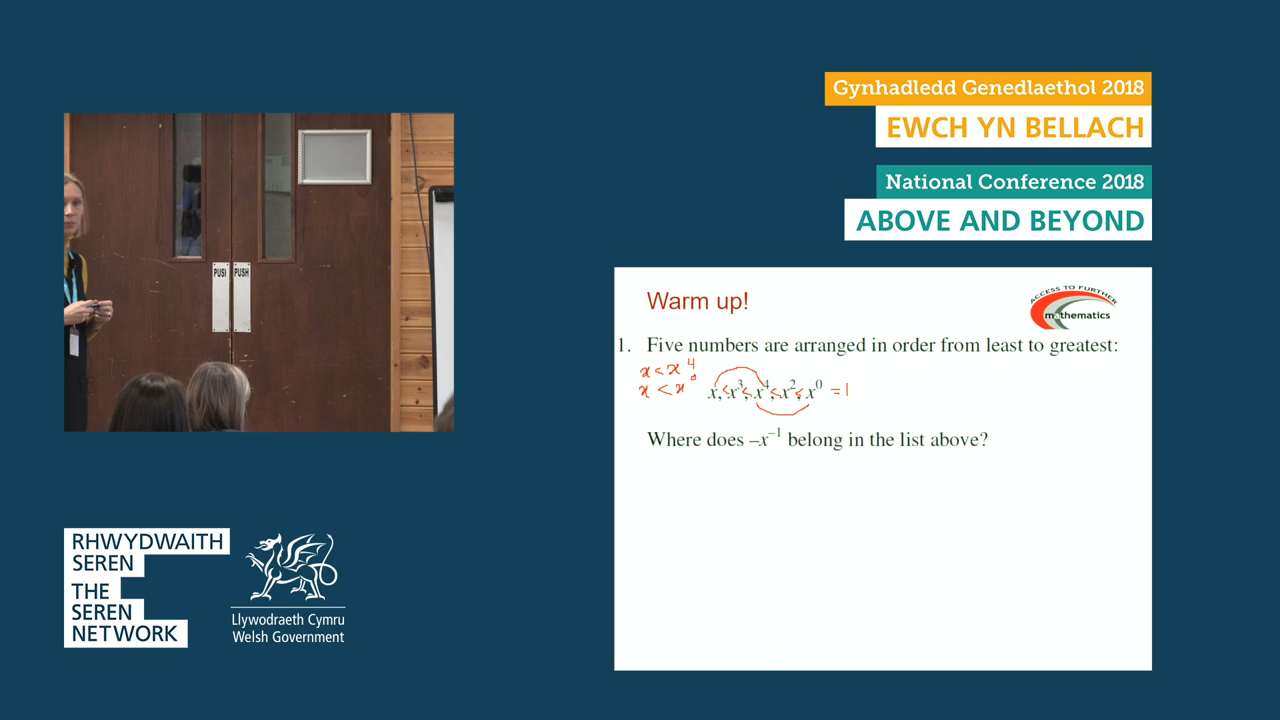 Gynhadledd Genedlaethol 2018
EWCH YN BELLACH
National Conference 2018
ABOVE AND BEYOND
PUSH PUSH
Warm up!
ACCESS TO FURTHER
mathematics
1. Five numbers are arranged in order from least to greatest:
x < x⁴
x < x⁰
x, < x³, < x⁴, < x², < x⁰ = 1
Where does –x⁻¹ belong in the list above?
RHWYDWAITH
SEREN
THE
SEREN
NETWORK
Llywodraeth Cymru
Welsh Government